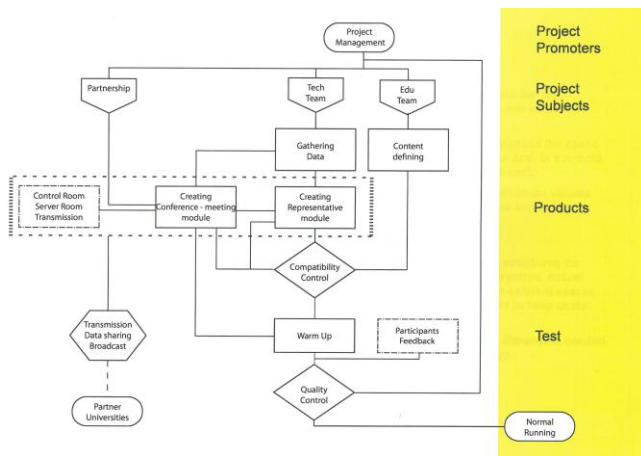 Project
Management
Project
Promoters
Partnership
Tech
Team
Edu
Team
Project
Subjects
Gathering
Data
Content
defining
Control Room
Server Room
Transmission
Creating
Conference - meeting
module
Creating
Representative
module
Products
Compatibility
Control
Transmission
Data sharing
Broadcast
Warm Up
Participants
Feedback
Test
Quality
Control
Partner
Universities
Normal
Running